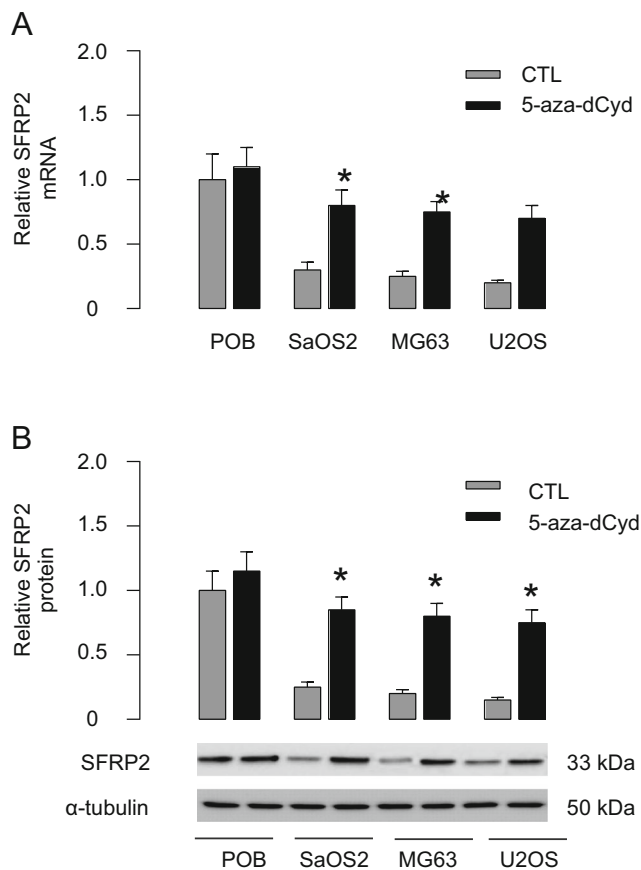 A
Relative SFRP2
mRNA
2.0
1.5
1.0
0.5
0
CTL
5-aza-dCyd
*
*
POB SaOS2 MG63 U2OS
B
Relative SFRP2
protein
2.0
1.5
1.0
0.5
0
CTL
5-aza-dCyd
* * *
SFRP2 33 kDa
α-tubulin 50 kDa
POB SaOS2 MG63 U2OS